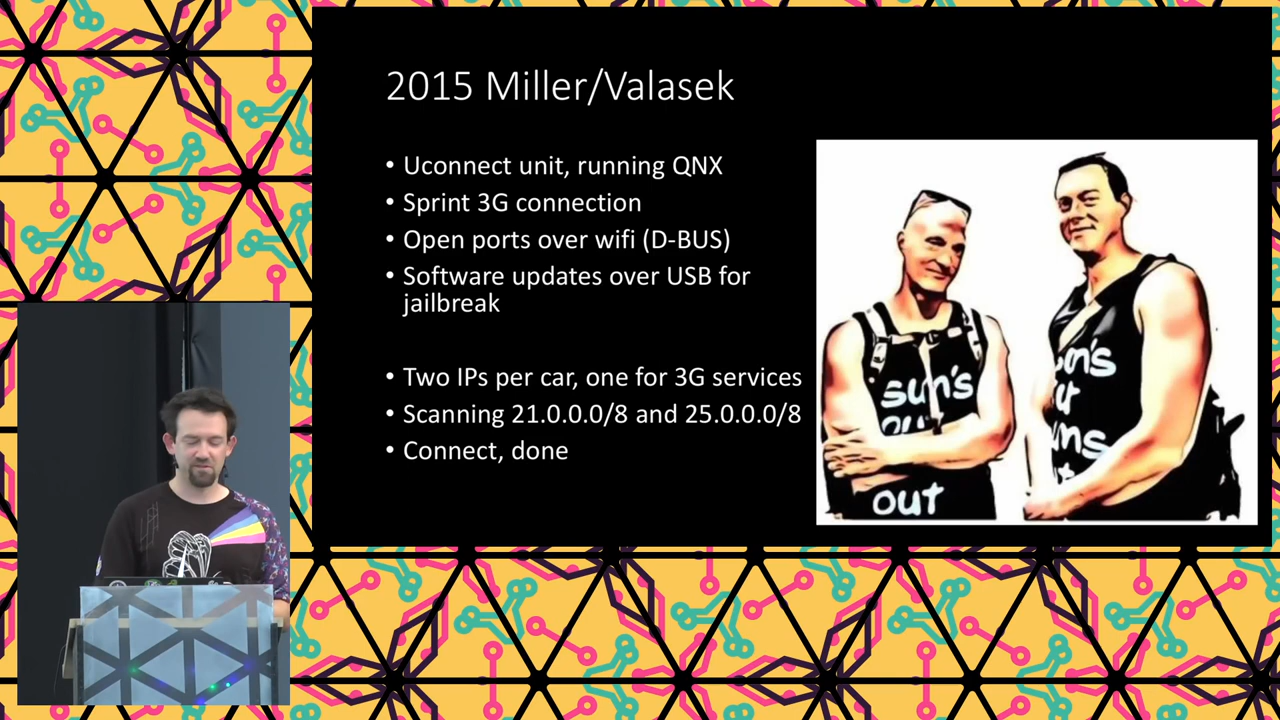 2015 Miller/Valasek
• Uconnect unit, running QNX
• Sprint 3G connection
• Open ports over wifi (D-BUS)
• Software updates over USB for
jailbreak
• Two IPs per car, one for 3G services
• Scanning 21.0.0.0/8 and 25.0.0.0/8
• Connect, done
sun's
out
out